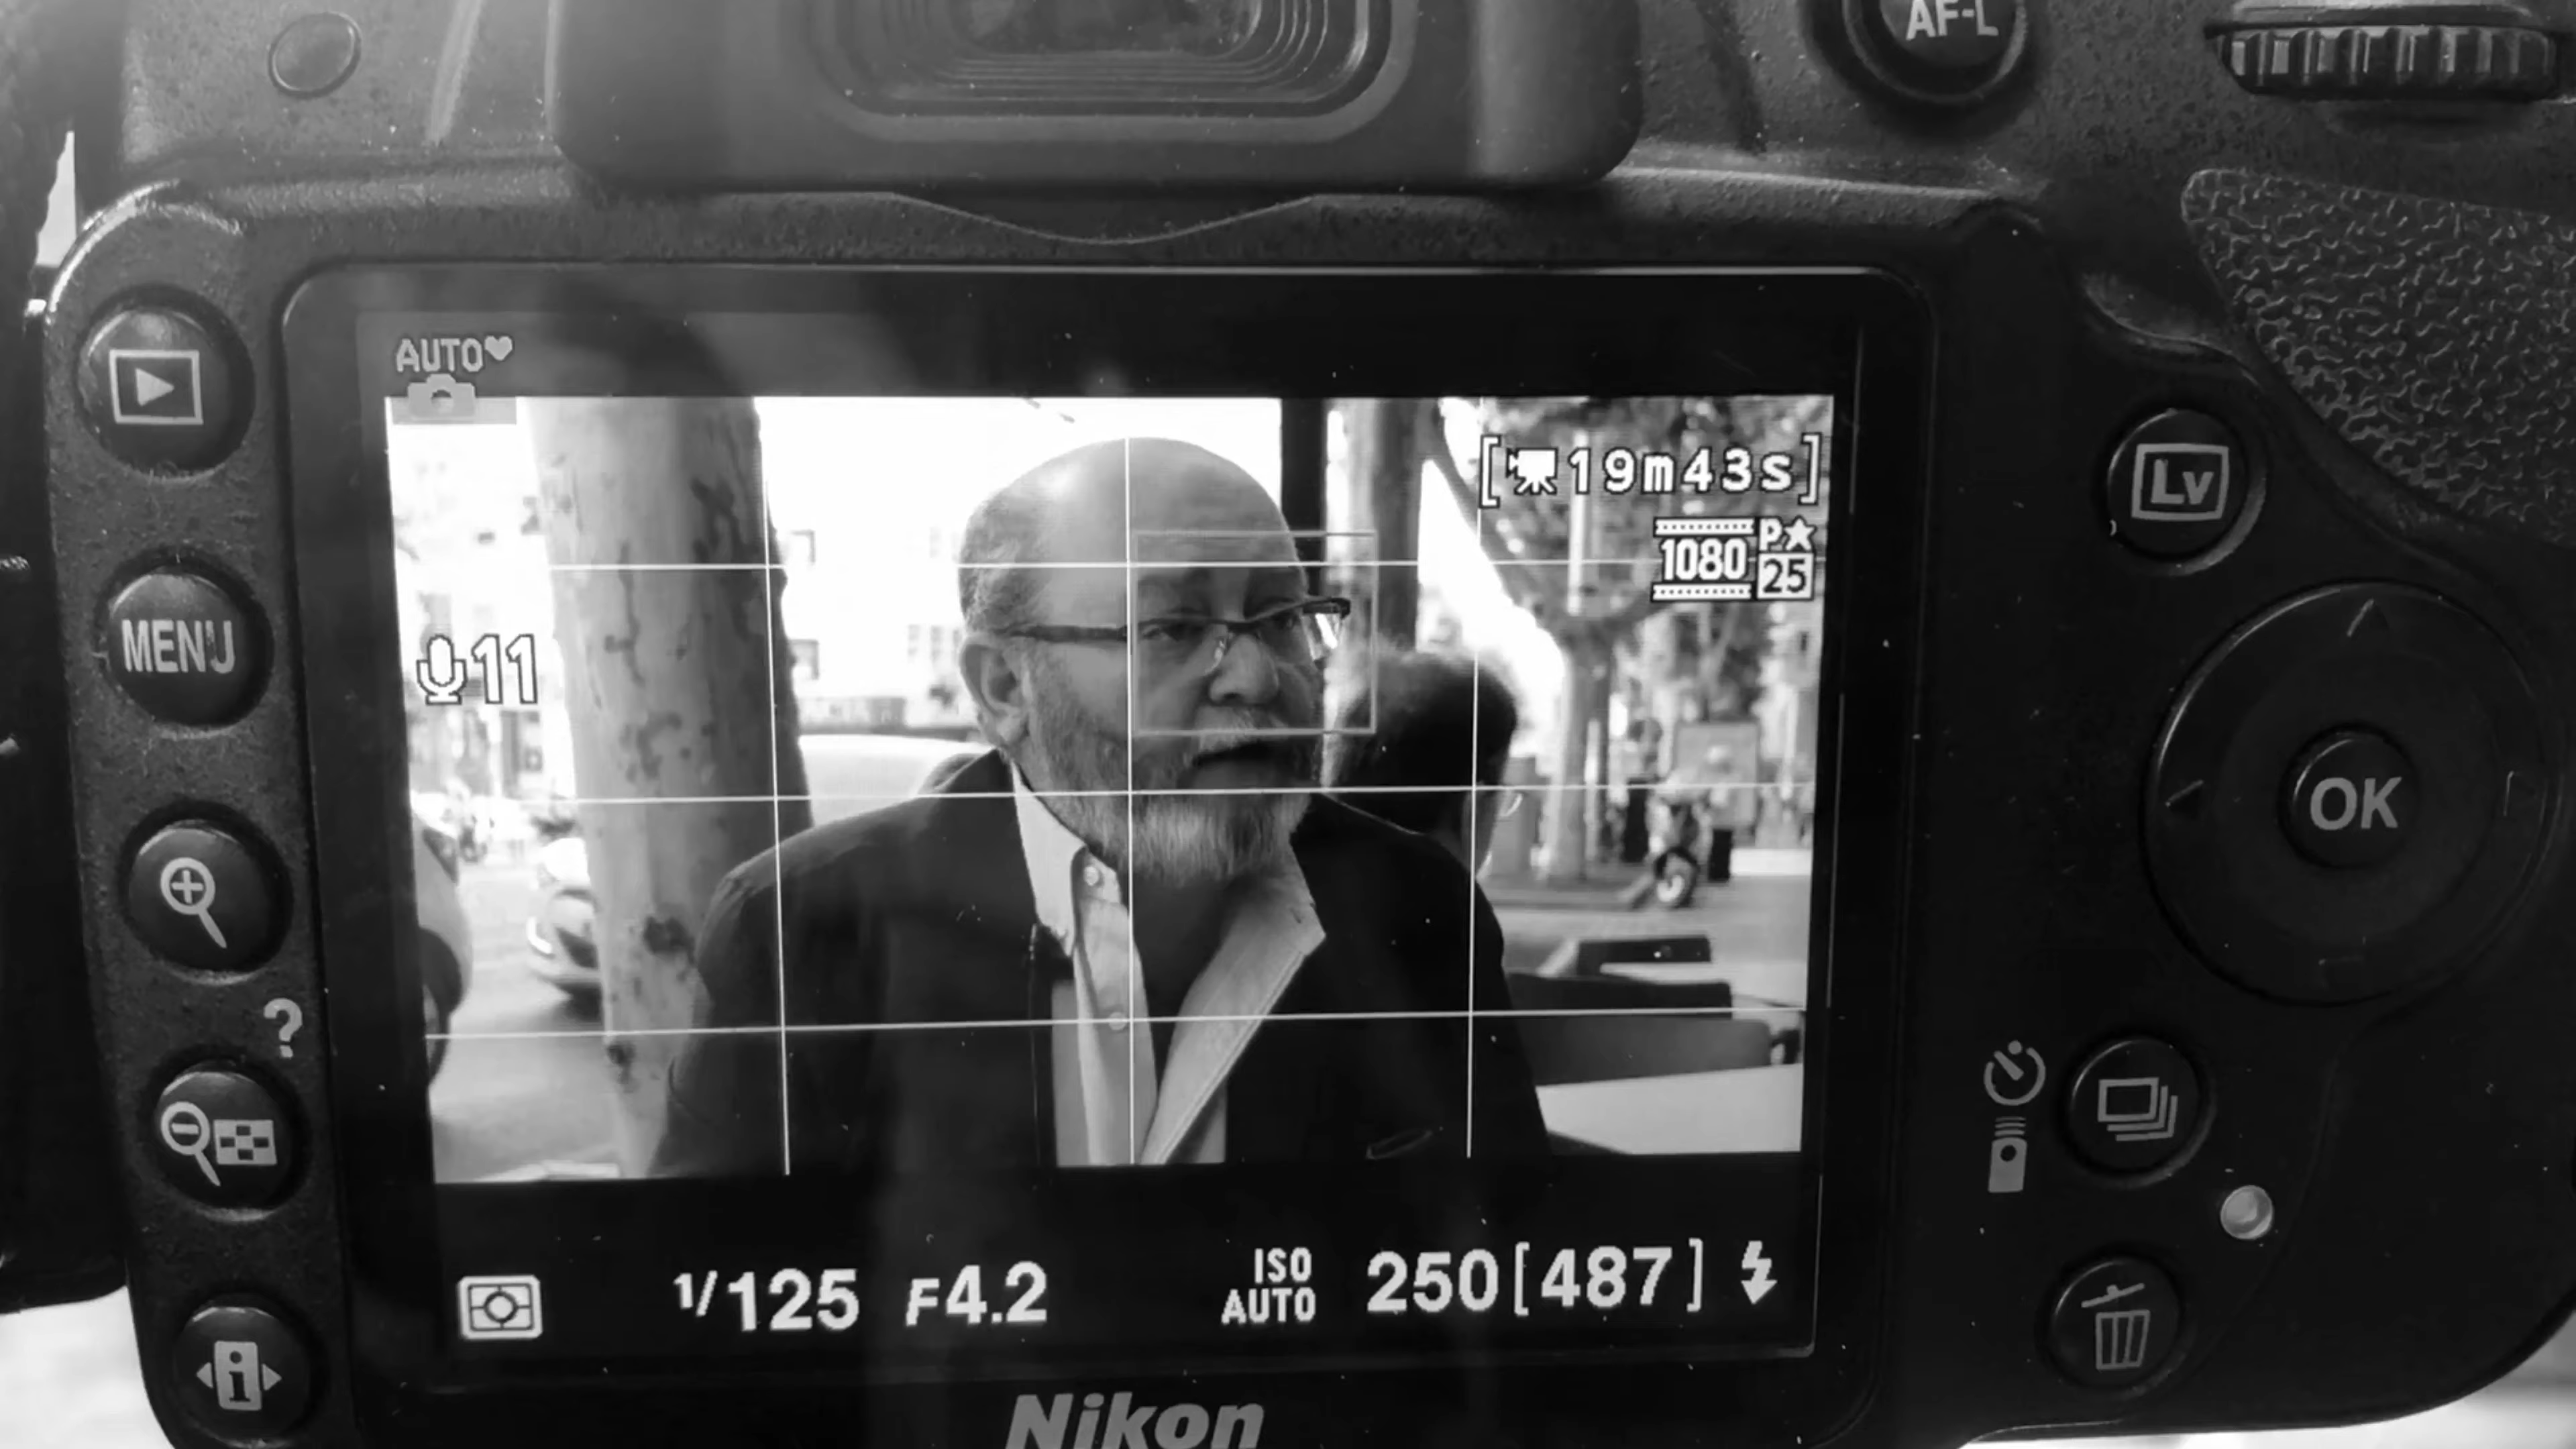 AF-L
AUTO
[19m43s]
1080 P★
25
Lv
MENU
11
OK
?
1/125 F4.2 ISO AUTO 250[487]
i
Nikon